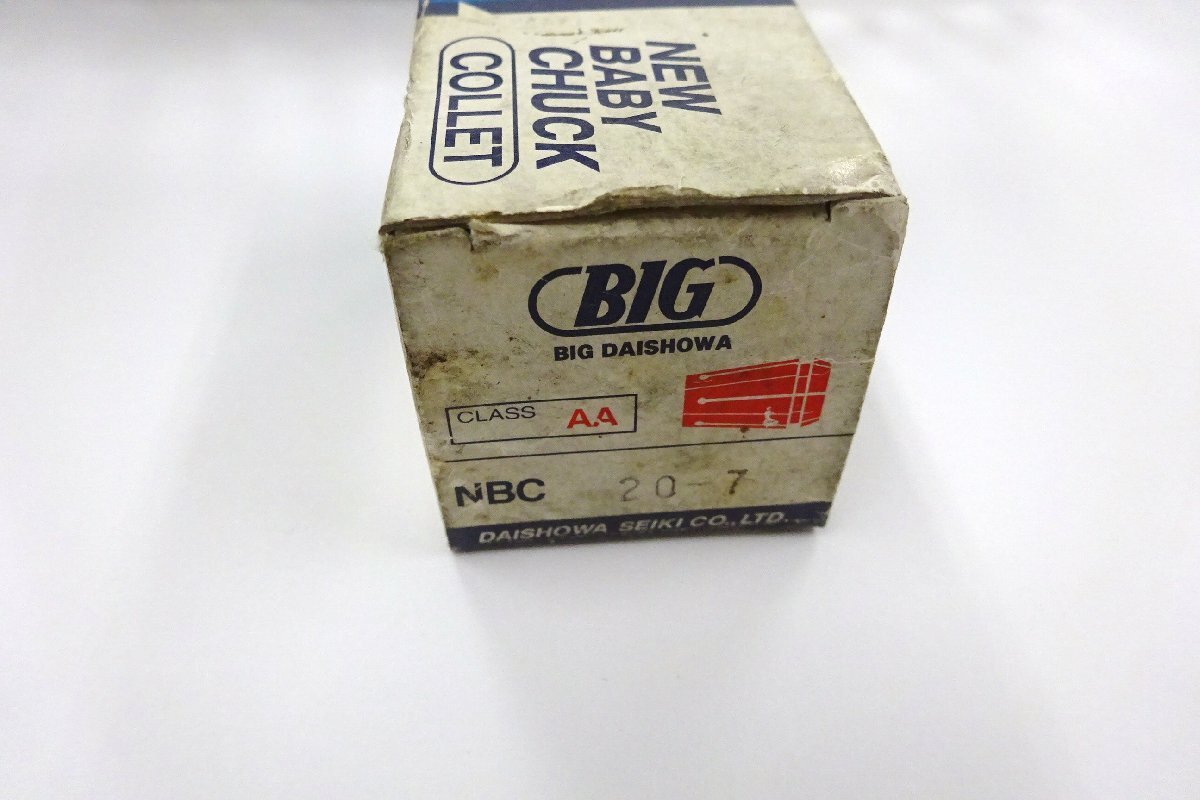 NEW
BABY
CHUCK
COLLET
BIG
BIG DAISHOWA
CLASS AA
NBC 20-7
DAISHOWA SEIKI CO., LTD.